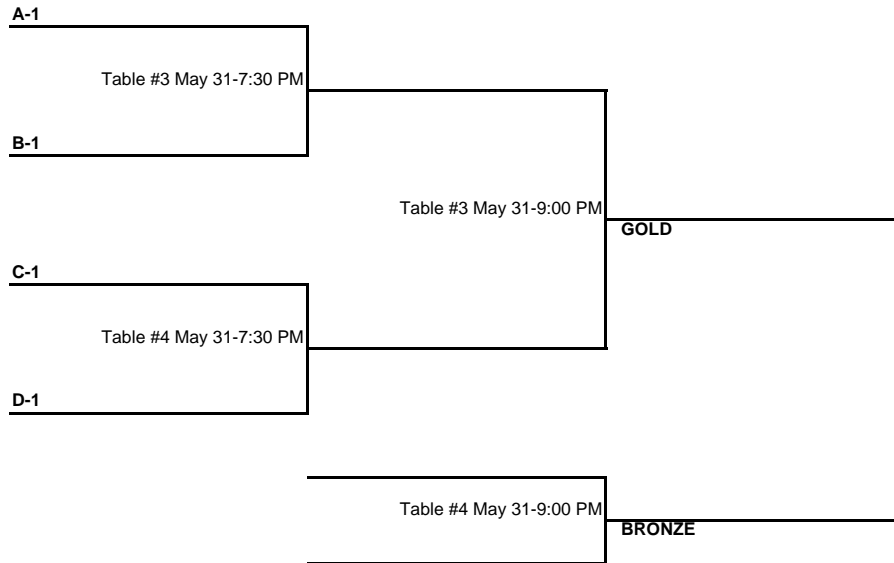 A-1
Table #3 May 31-7:30 PM
B-1
Table #3 May 31-9:00 PM
GOLD
C-1
Table #4 May 31-7:30 PM
D-1
Table #4 May 31-9:00 PM
BRONZE